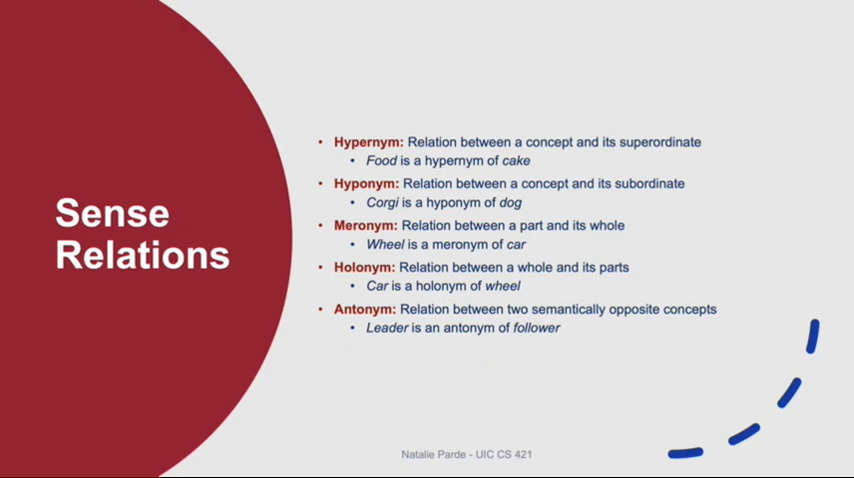 Sense
Relations
• Hypernym: Relation between a concept and its superordinate
• Food is a hypernym of cake
• Hyponym: Relation between a concept and its subordinate
• Corgi is a hyponym of dog
• Meronym: Relation between a part and its whole
• Wheel is a meronym of car
• Holonym: Relation between a whole and its parts
• Car is a holonym of wheel
• Antonym: Relation between two semantically opposite concepts
• Leader is an antonym of follower
Natalie Parde - UIC CS 421